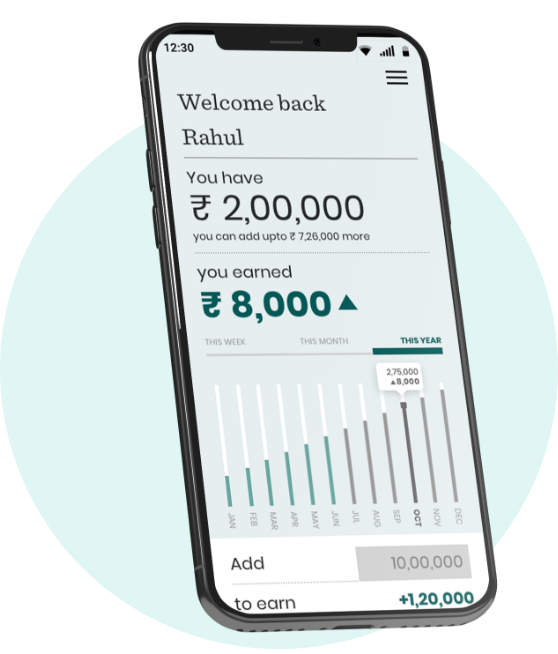 12:30
Welcome back
Rahul
You have
₹ 2,00,000
you can add upto ₹ 7,26,000 more
you earned
₹ 8,000 ▲
THIS WEEK THIS MONTH THIS YEAR
2,75,000
▲8,000
JAN FEB MAR APR MAY JUN JUL AUG SEP OCT NOV DEC
Add 10,00,000
to earn +1,20,000